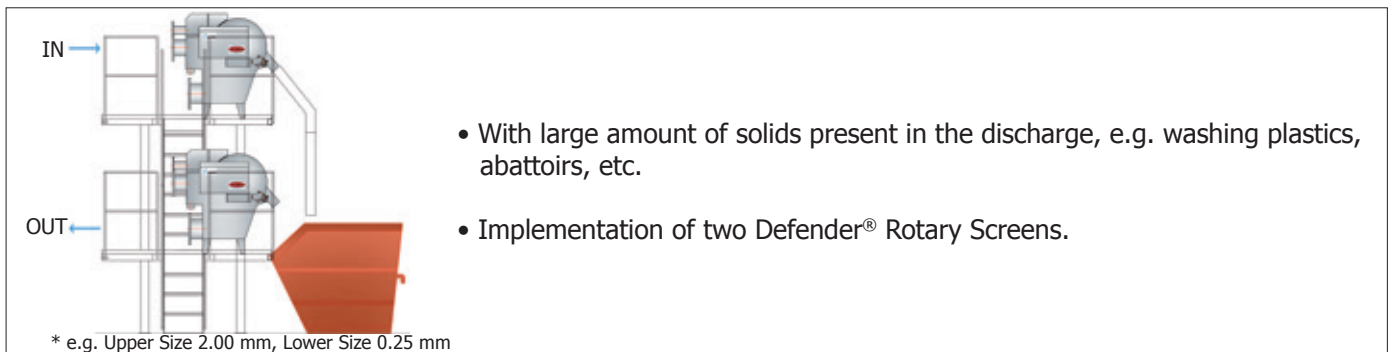 IN
OUT
• With large amount of solids present in the discharge, e.g. washing plastics,
abattoirs, etc.
• Implementation of two Defender® Rotary Screens.
* e.g. Upper Size 2.00 mm, Lower Size 0.25 mm